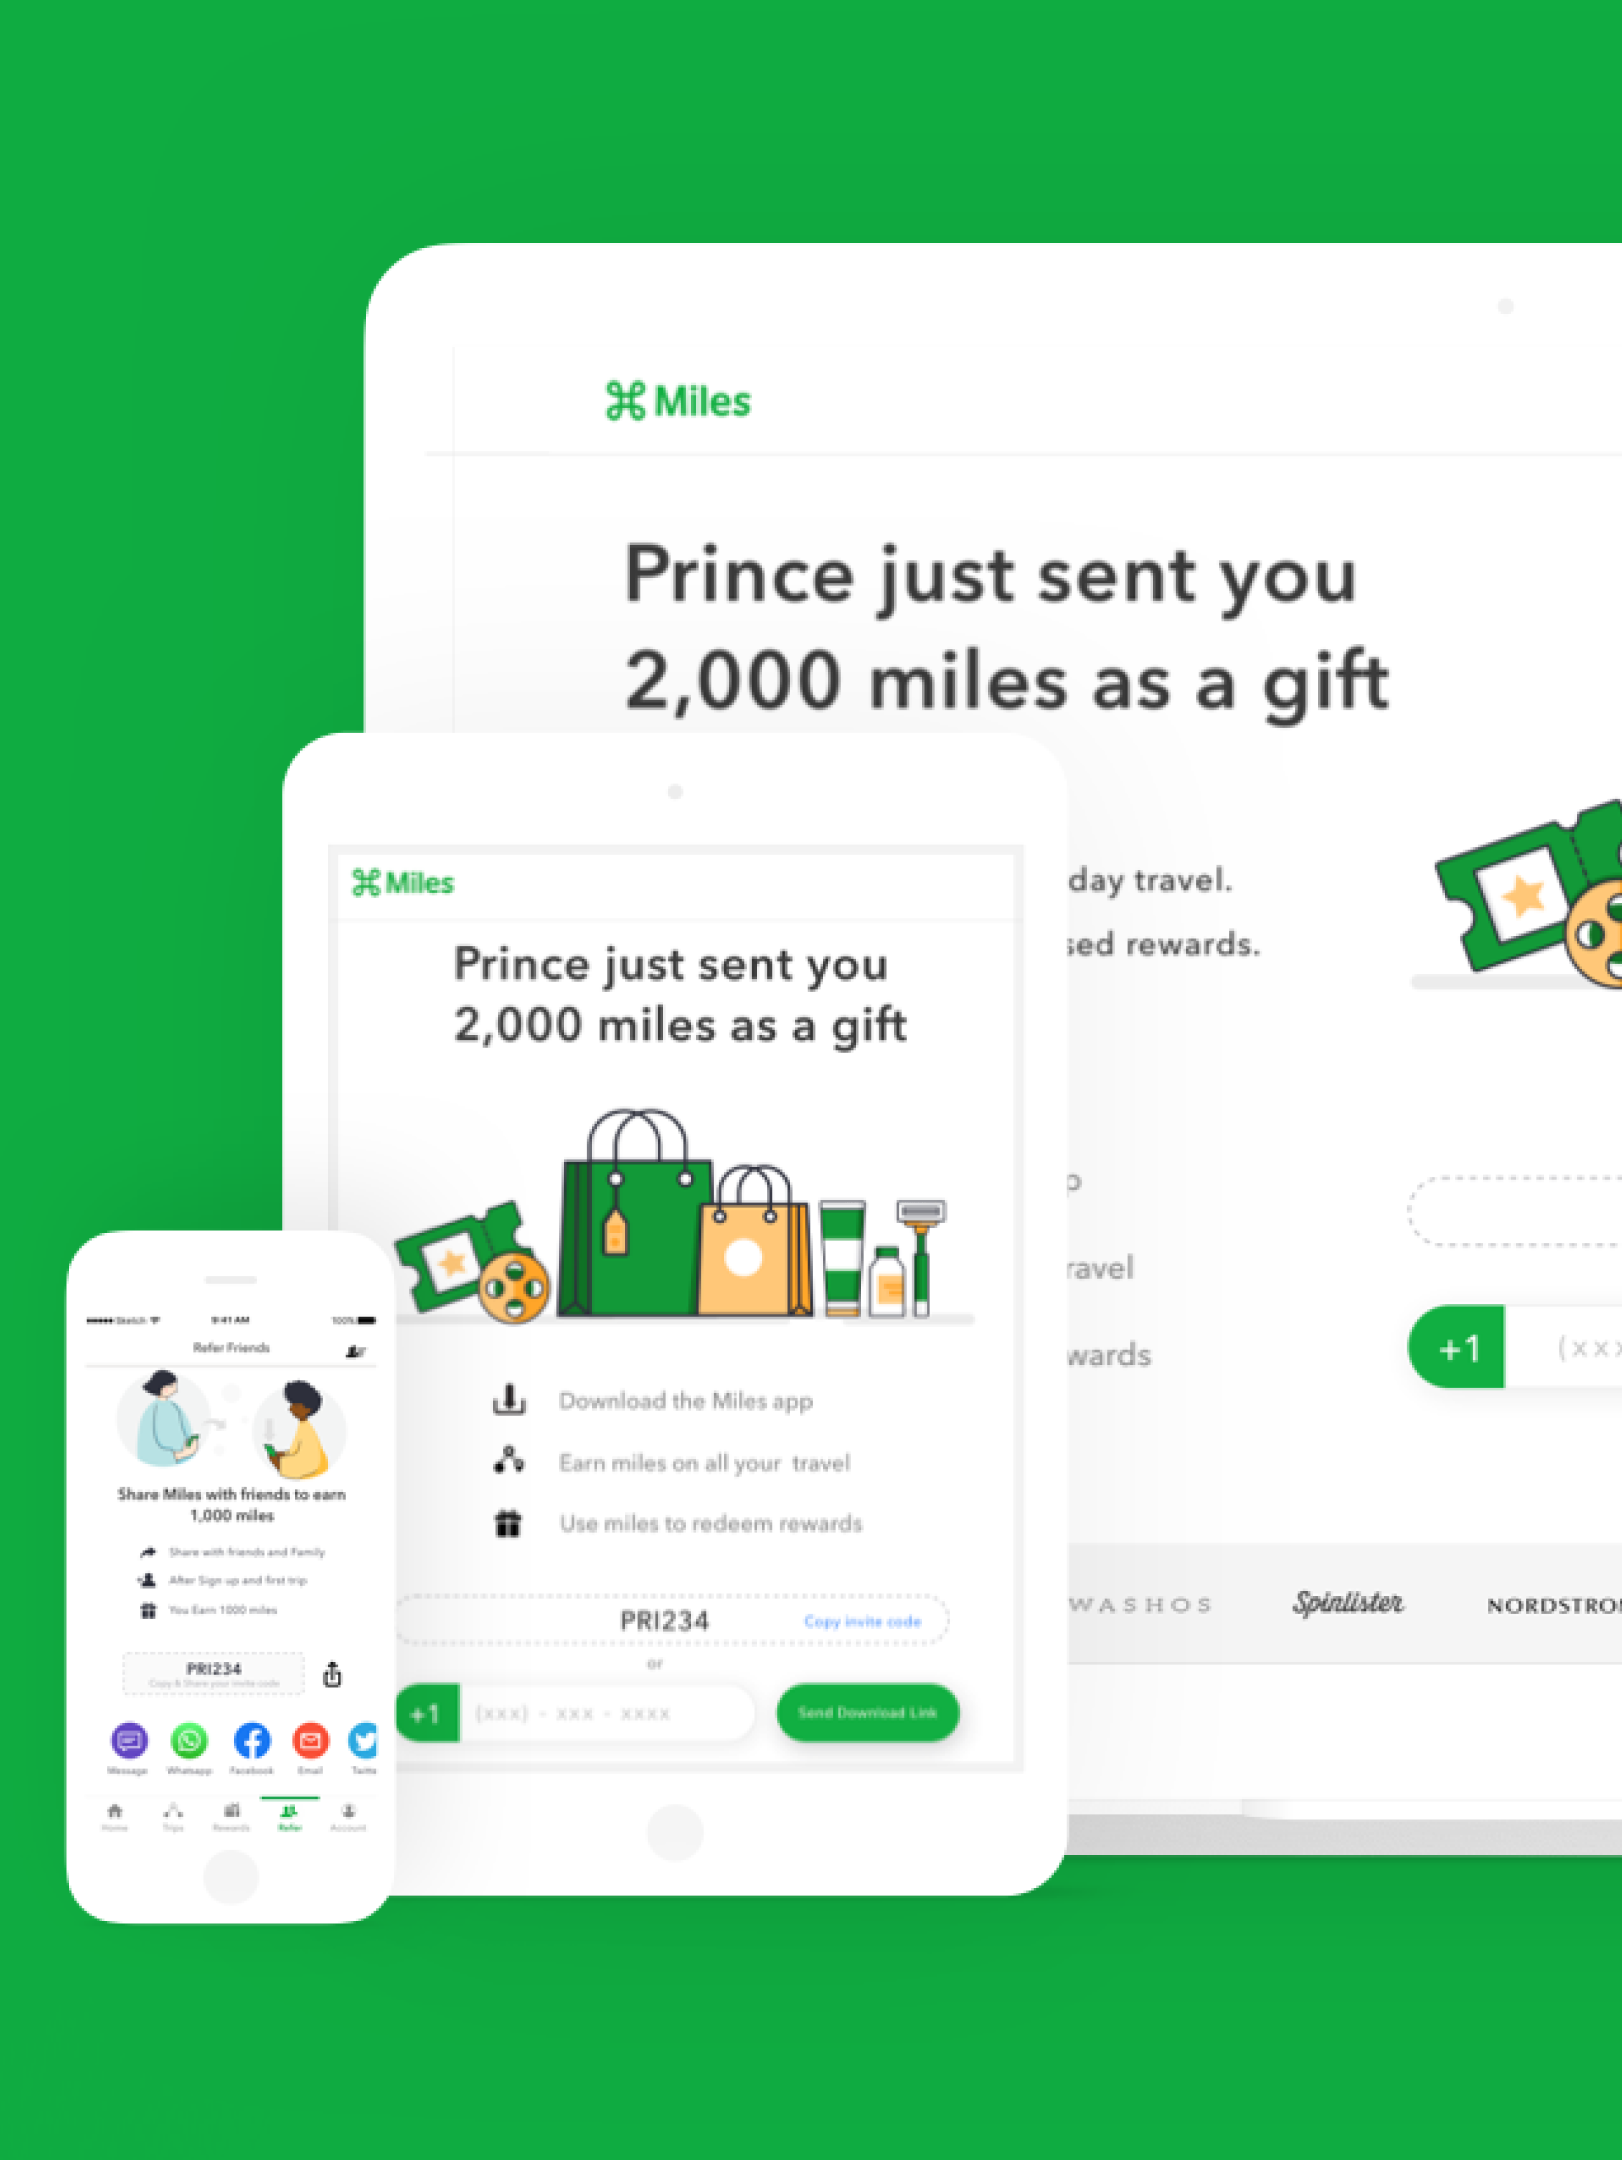 Miles
Prince just sent you
2,000 miles as a gift
day travel.
sed rewards.
p
ravel
wards
+1
(xx
WASHOS
Spinlister
NORDSTRO
Miles
Prince just sent you
2,000 miles as a gift
Download the Miles app
Earn miles on all your travel
Use miles to redeem rewards
PRI234 Copy invite code
or
+1 (xxx) - xxx - xxxx Send Download Link
Sketch 9:41 AM 100%
Refer Friends
Share Miles with friends to earn
1,000 miles
Share with friends and Family
After Sign up and first trip
You Earn 1000 miles
PRI234
Copy & Share your invite code
Message Whatsapp Facebook Email Twitte
Home Trips Rewards Refer Account